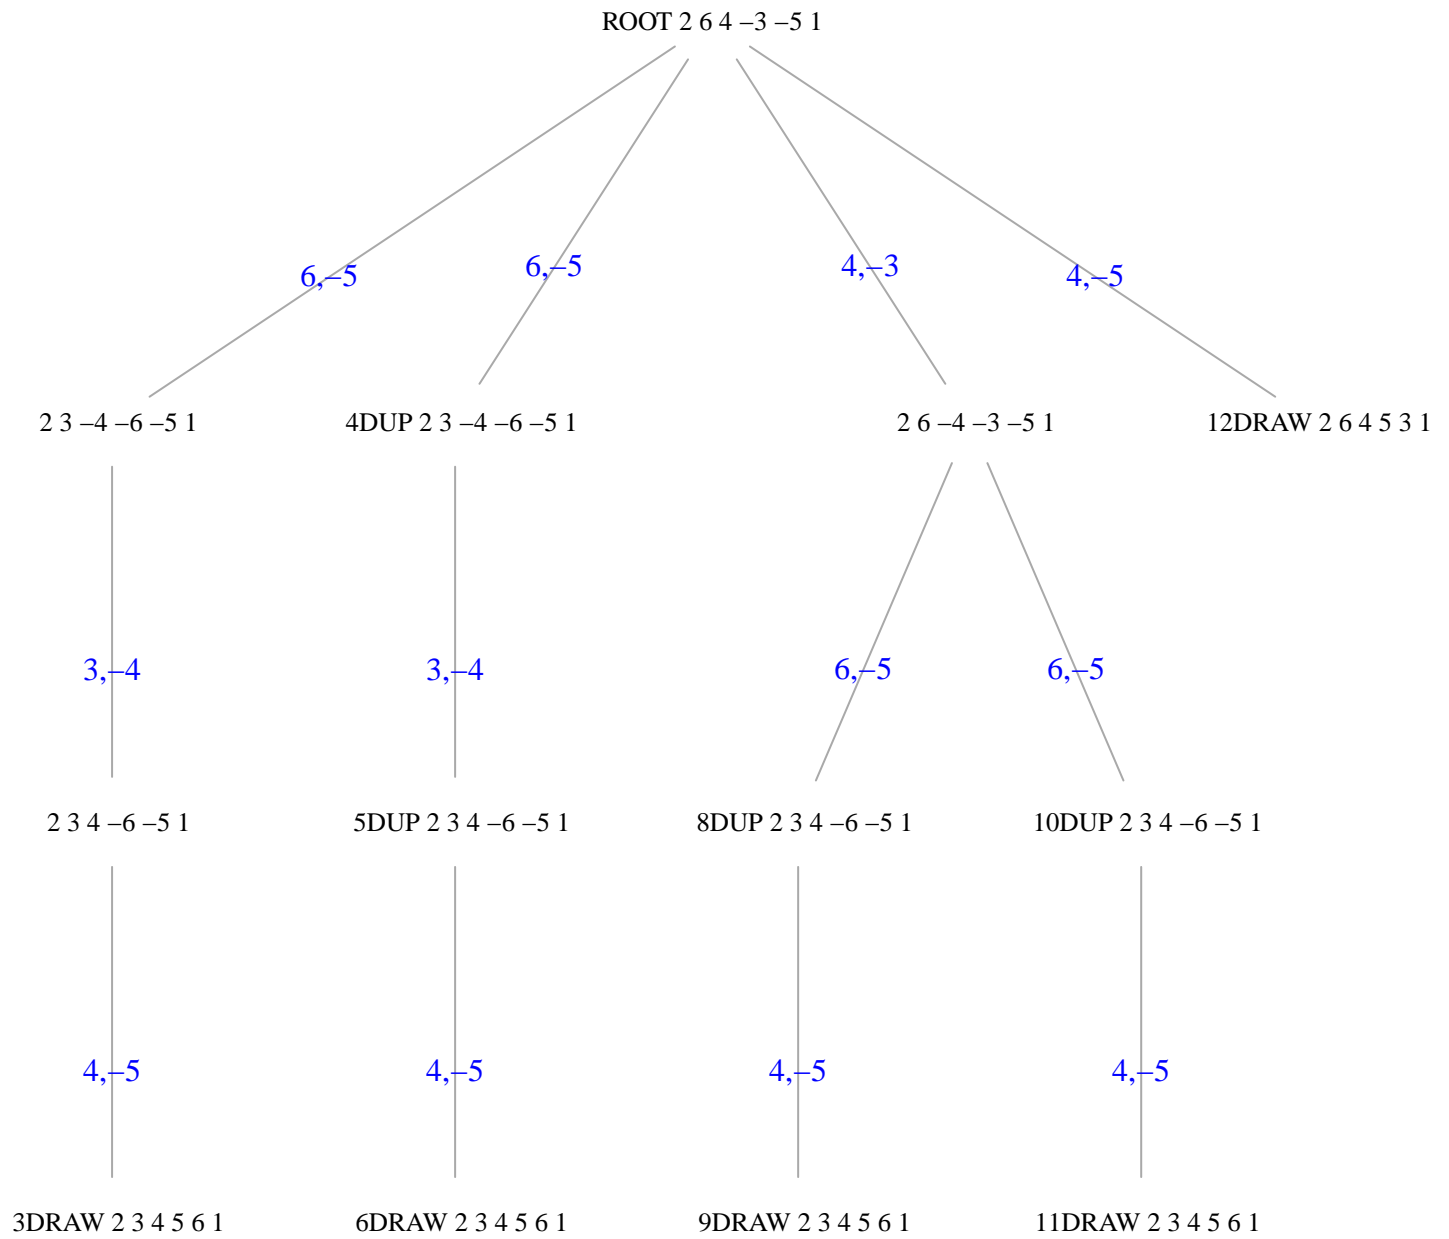 ROOT 2 6 4 –3 –5 1
6,–5
6,–5
4,–3
4,–5
2 3 –4 –6 –5 1
4DUP 2 3 –4 –6 –5 1
2 6 –4 –3 –5 1
12DRAW 2 6 4 5 3 1
3,–4
3,–4
6,–5
6,–5
2 3 4 –6 –5 1
5DUP 2 3 4 –6 –5 1
8DUP 2 3 4 –6 –5 1
10DUP 2 3 4 –6 –5 1
4,–5
4,–5
4,–5
4,–5
3DRAW 2 3 4 5 6 1
6DRAW 2 3 4 5 6 1
9DRAW 2 3 4 5 6 1
11DRAW 2 3 4 5 6 1